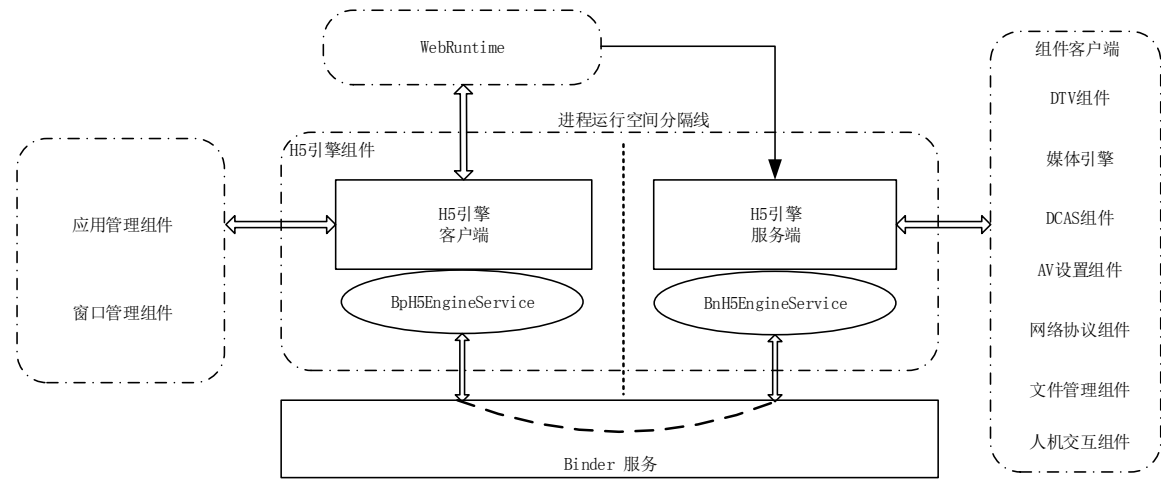 WebRuntime
进程运行空间分隔线
H5引擎组件
应用管理组件
窗口管理组件
H5引擎
客户端
BpH5EngineService
H5引擎
服务端
BnH5EngineService
Binder 服务
组件客户端
DTV组件
媒体引擎
DCAS组件
AV设置组件
网络协议组件
文件管理组件
人机交互组件